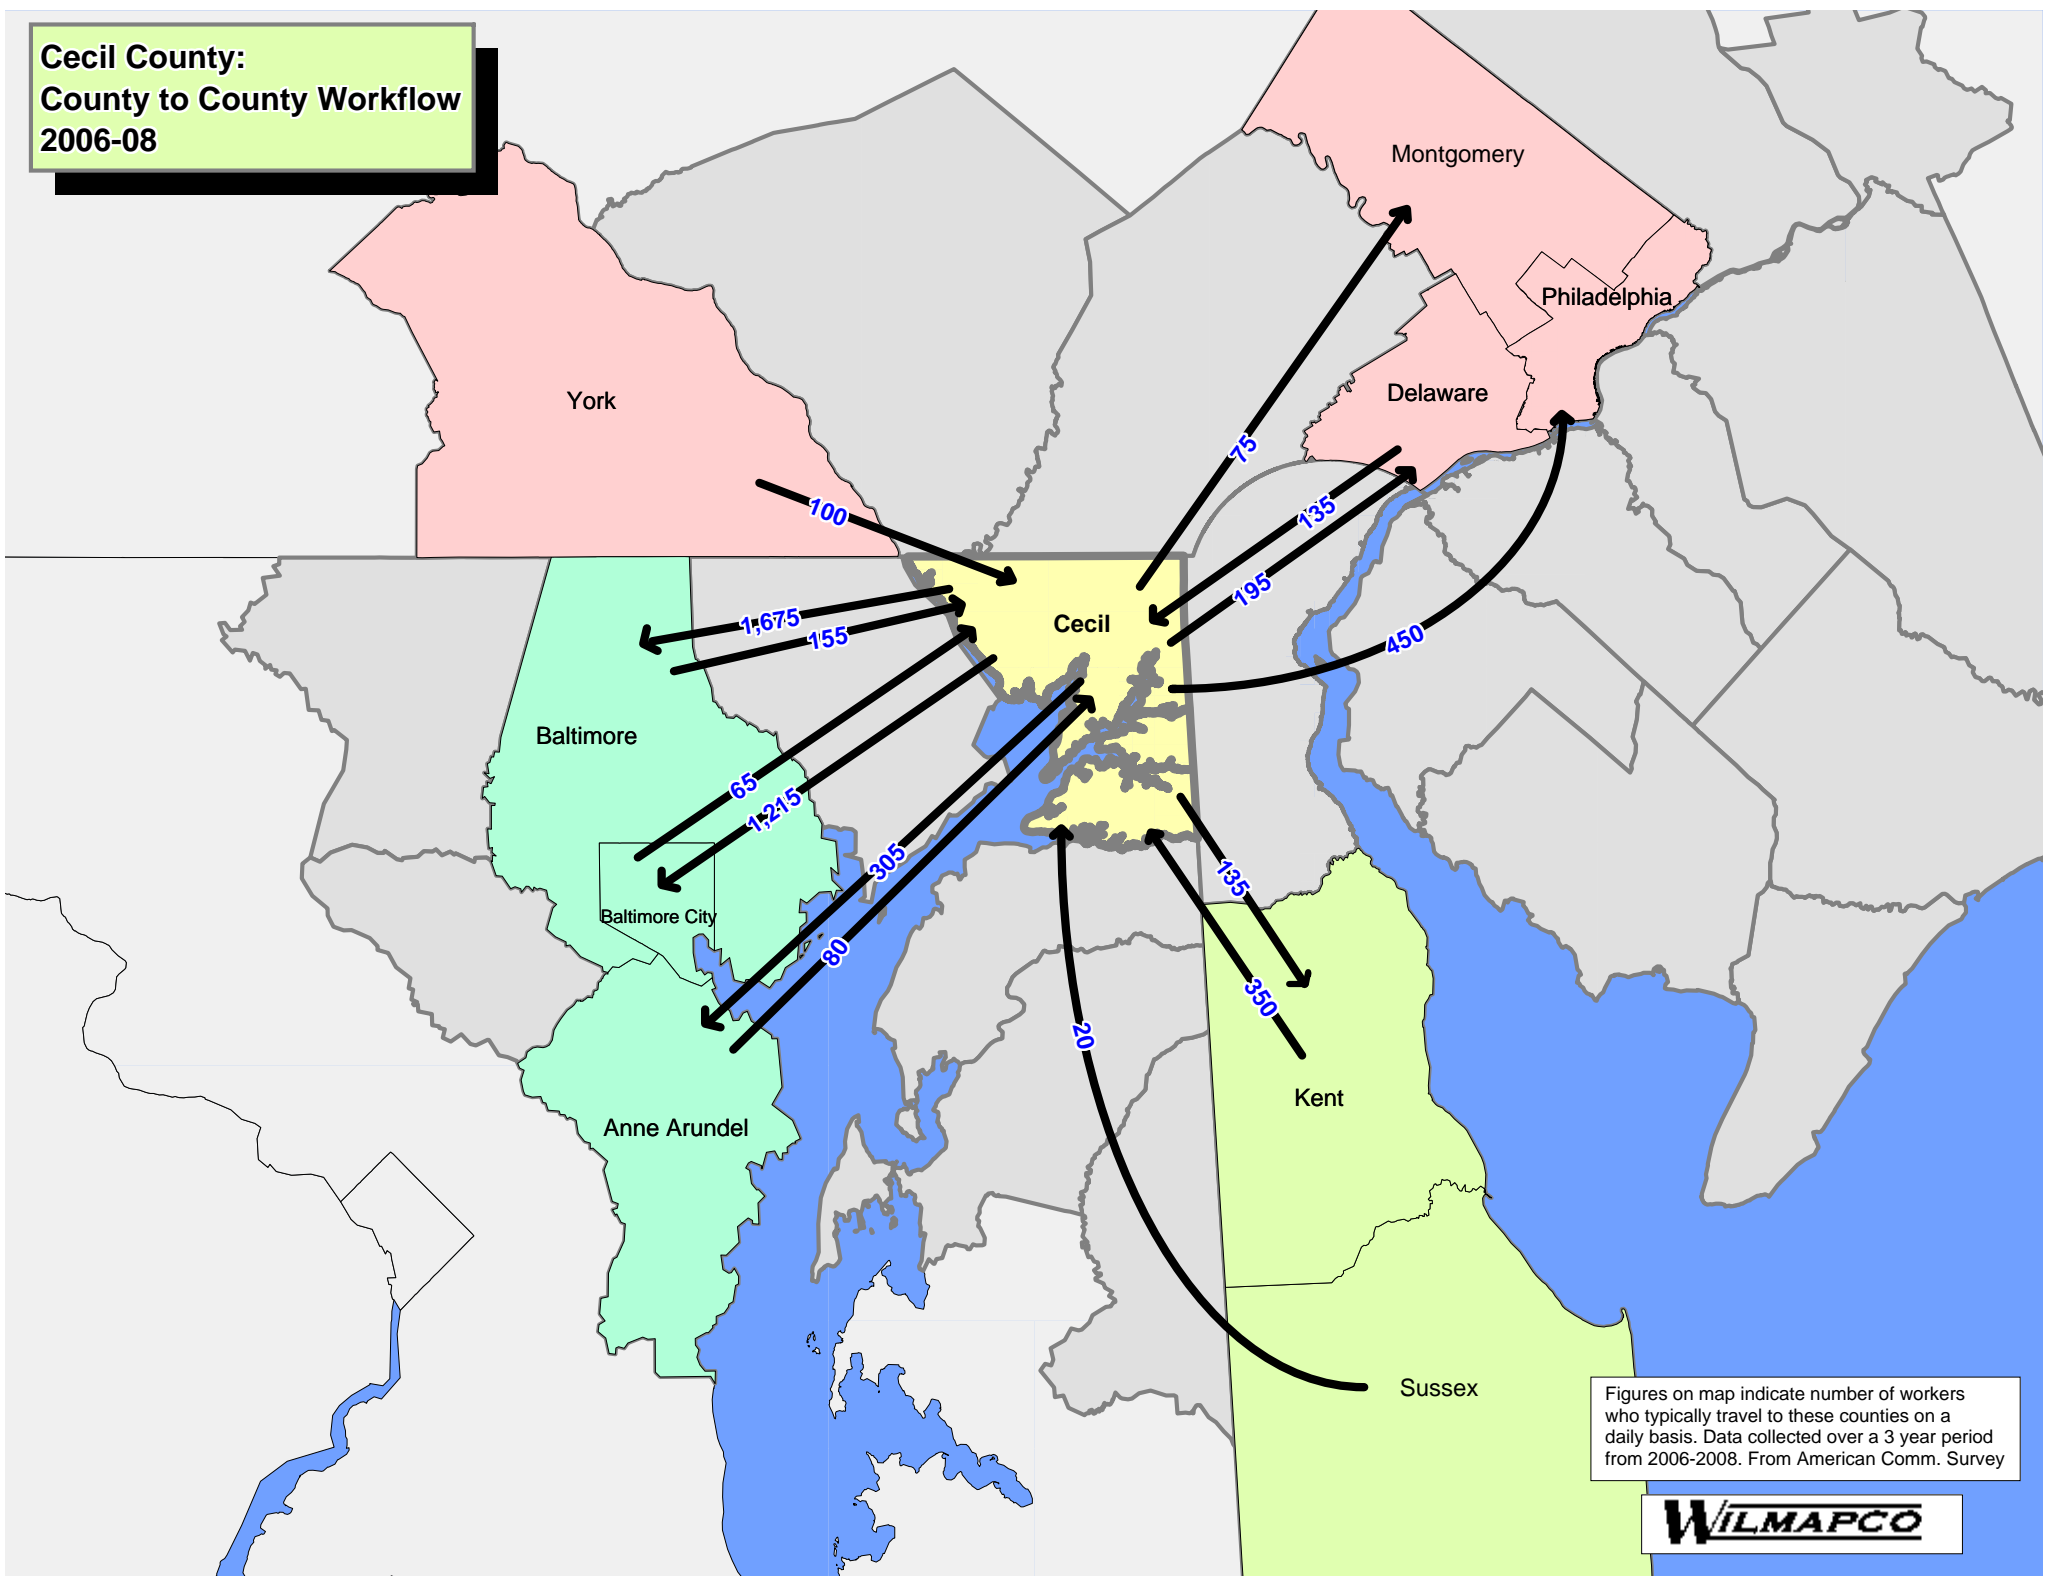 Cecil County:
County to County Workflow
2006-08
Montgomery
Philadelphia
York
Delaware
75
100
135
195
Cecil
1,675
155
450
Baltimore
65
1,215
305
135
Baltimore City
80
350
20
Kent
Anne Arundel
Sussex
Figures on map indicate number of workers
who typically travel to these counties on a
daily basis. Data collected over a 3 year period
from 2006-2008. From American Comm. Survey
WILMAPCO